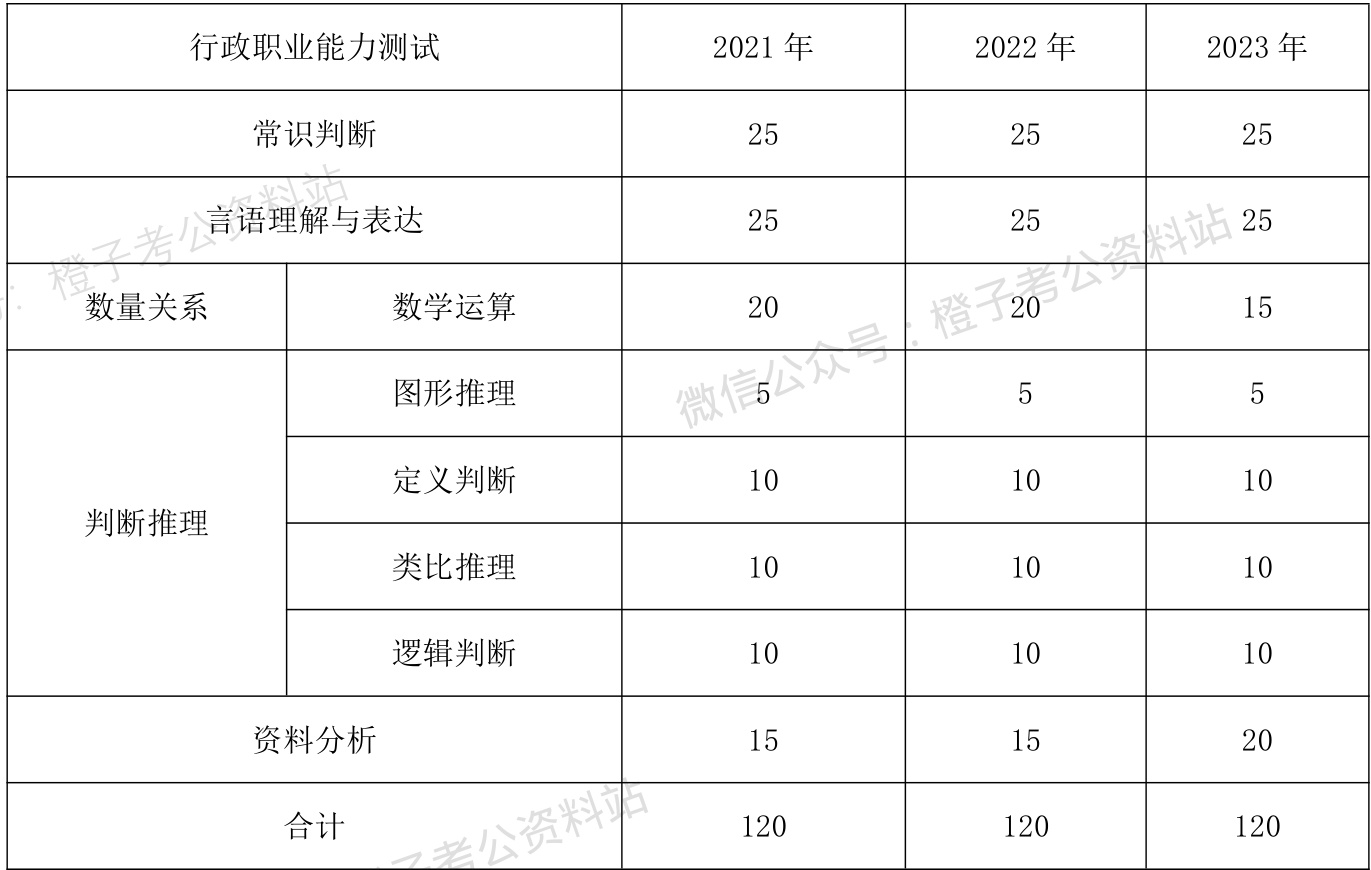 行政职业能力测试 2021 年 2022 年 2023 年
常识判断 25 25 25
言语理解与表达 25 25 25
数量关系 数学运算 20 20 15
判断推理 图形推理 5 5 5
定义判断 10 10 10
类比推理 10 10 10
逻辑判断 10 10 10
资料分析 15 15 20
合计 120 120 120
号：橙子考公资料站
微信公众号：橙子考公资料站
子考公资料站